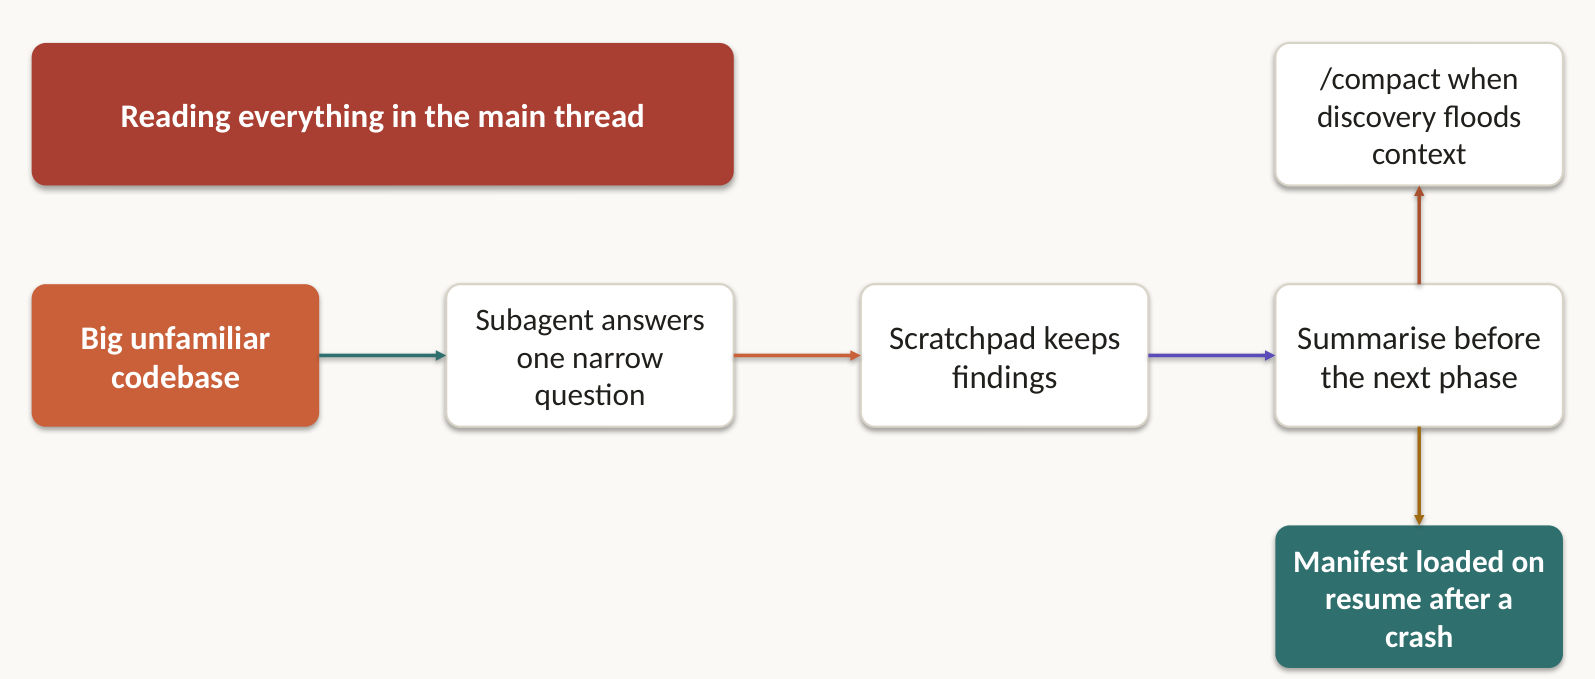 Reading everything in the main thread
/compact when
discovery floods
context
Big unfamiliar
codebase
Subagent answers
one narrow
question
Scratchpad keeps
findings
Summarise before
the next phase
Manifest loaded on
resume after a
crash